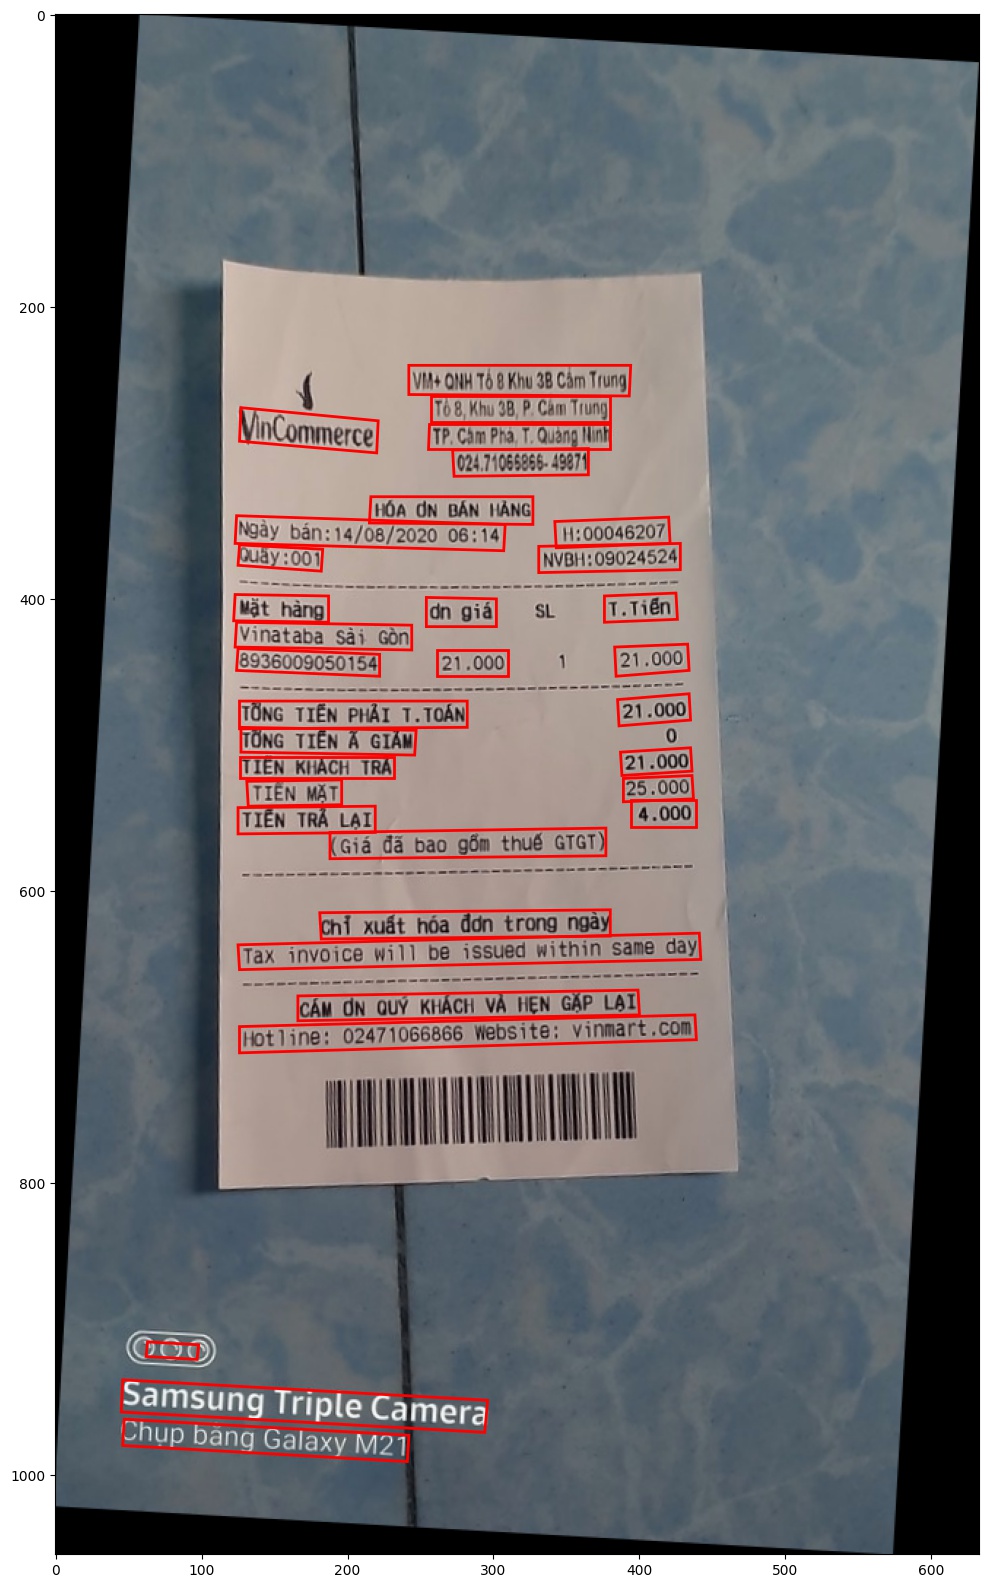 VinCommerce
VM+ QNH Tổ 8 Khu 3B Cẩm Trung
Tổ 8, Khu 3B, P. Cẩm Trung
TP. Cẩm Phả, T. Quảng Ninh
024.71066866-49871
HÓA ƠN BÁN HÀNG
Ngày bán:14/08/2020 06:14 H:00046207
Quầy:001 NVBH:09024524
Mặt hàng ơn giá SL T.Tiền
Vinataba Sài Gòn
8936009050154 21.000 1 21.000
TỔNG TIỀN PHẢI T.TOÁN 21.000
TỔNG TIỀN Ã GIẢM 0
TIỀN KHÁCH TRẢ 21.000
TIỀN MẶT 25.000
TIỀN TRẢ LẠI 4.000
(Giá đã bao gồm thuế GTGT)
Chỉ xuất hóa đơn trong ngày
Tax invoice will be issued within same day
CÁM ƠN QUÝ KHÁCH VÀ HẸN GẶP LẠI
Hotline: 02471066866 Website: vinmart.com
Samsung Triple Camera
Chụp bằng Galaxy M21
0
200
400
600
800
1000
0 100 200 300 400 500 600